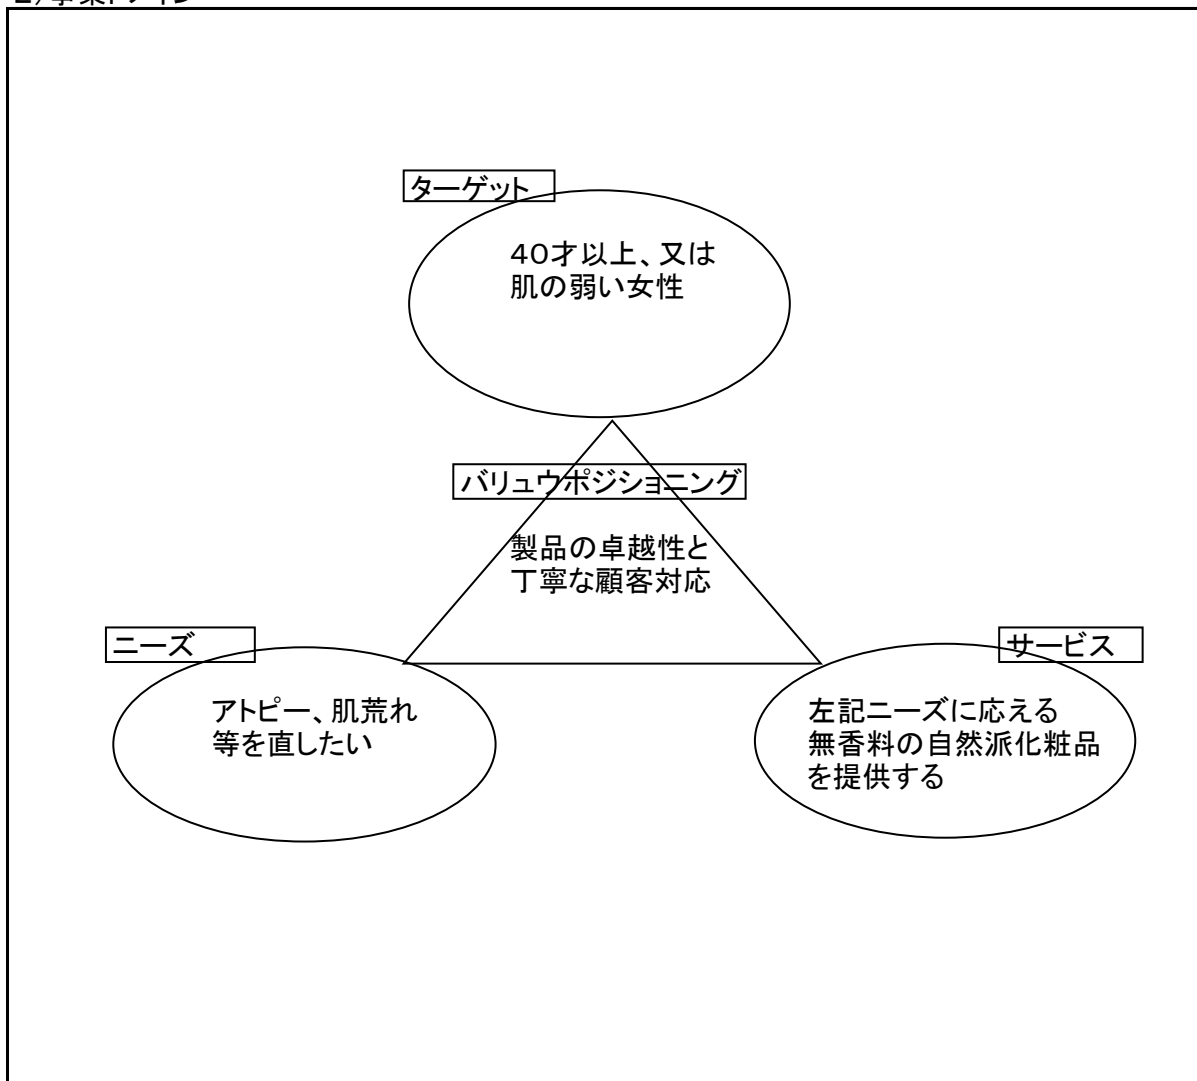 ターゲット
40才以上、又は
肌の弱い女性
バリュウポジショニング
製品の卓越性と
丁寧な顧客対応
ニーズ
サービス
アトピー、肌荒れ
等を直したい
左記ニーズに応える
無香料の自然派化粧品
を提供する